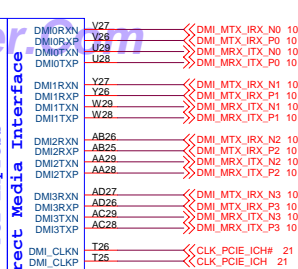 DMI0RXN V27 DMI_MTX_IRX_N0 10
DMI0RXP V26 DMI_MTX_IRX_P0 10
DMI0TXN U29 DMI_MRX_ITX_N0 10
DMI0TXP U28 DMI_MRX_ITX_P0 10
DMI1RXN Y27 DMI_MTX_IRX_N1 10
DMI1RXP Y26 DMI_MTX_IRX_P1 10
DMI1TXN W29 DMI_MRX_ITX_N1 10
DMI1TXP W28 DMI_MRX_ITX_P1 10
DMI2RXN AB26 DMI_MTX_IRX_N2 10
DMI2RXP AB25 DMI_MTX_IRX_P2 10
DMI2TXN AA29 DMI_MRX_ITX_N2 10
DMI2TXP AA28 DMI_MRX_ITX_P2 10
DMI3RXN AD27 DMI_MTX_IRX_N3 10
DMI3RXP AD26 DMI_MTX_IRX_P3 10
DMI3TXN AC29 DMI_MRX_ITX_N3 10
DMI3TXP AC28 DMI_MRX_ITX_P3 10
DMI_CLKN T26 CLK_PCIE_ICH# 21
DMI_CLKP T25 CLK_PCIE_ICH 21
rect Media Interface
r.Com